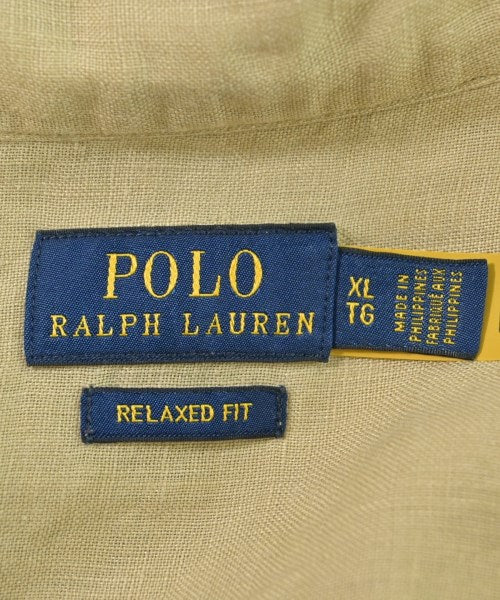 POLO
RALPH LAUREN
XL
TG
MADE IN
PHILIPPINES
FABRIQUÉ AUX
PHILIPPINES
RELAXED FIT